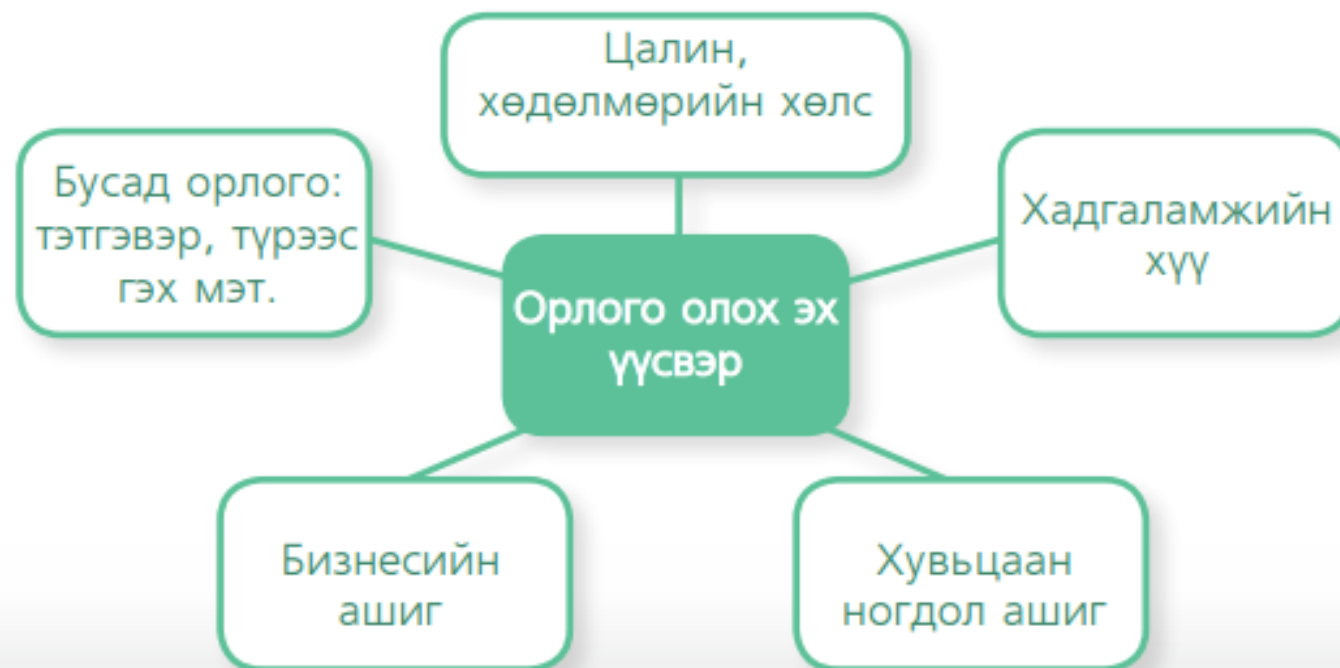 Цалин,
хөдөлмөрийн хөлс
Бусад орлого:
тэтгэвэр, түрээс
гэх мэт.
Хадгаламжийн
хүү
Орлого олох эх
үүсвэр
Бизнесийн
ашиг
Хувьцаан
ногдол ашиг